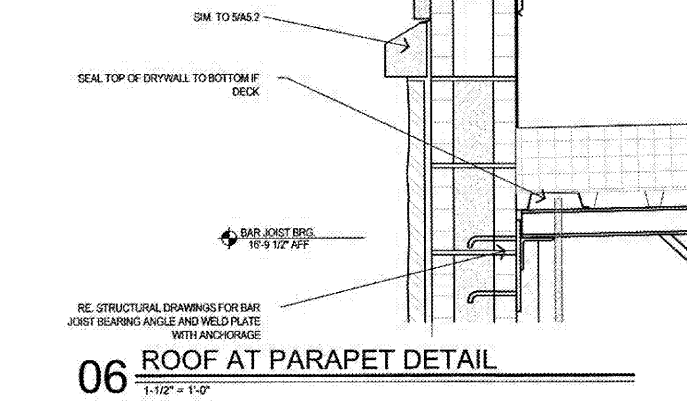 SIM. TO 5/A5.2
SEAL TOP OF DRYWALL TO BOTTOM IF
DECK
BAR JOIST BRG.
16'-9 1/2" AFF
RE. STRUCTURAL DRAWINGS FOR BAR
JOIST BEARING ANGLE AND WELD PLATE
WITH ANCHORAGE
06 ROOF AT PARAPET DETAIL
1-1/2" = 1'-0"